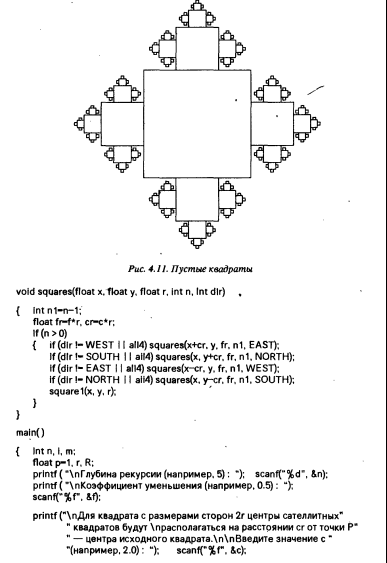 Рис. 4.11. Пустые квадраты
void squares(float x, float y, float r, int n, int dir)
{ int n1=n-1;
float fr=f*r, cr=c*r;
if (n > 0)
{ if (dir != WEST || all4) squares(x+cr, y, fr, n1, EAST);
if (dir != SOUTH || all4) squares(x, y+cr, fr, n1, NORTH);
if (dir != EAST || all4) squares(x-cr, y, fr, n1, WEST);
if (dir != NORTH || all4) squares(x, y-cr, fr, n1, SOUTH);
square1(x, y, r);
}
}
main()
{ int n, i, m;
float p=1, r, R;
printf ( "\nГлубина рекурсии (например, 5) : "); scanf("%d", &n);
printf ( "\nКоэффициент уменьшения (например, 0.5) : ");
scanf("%f", &f);
printf ("\nДля квадрата с размерами сторон 2r центры сателлитных"
" квадратов будут \nрасполагаться на расстоянии cr от точки P"
" — центра исходного квадрата.\n\nВведите значение с "
"(например, 2.0) : "); scanf("%f", &c);